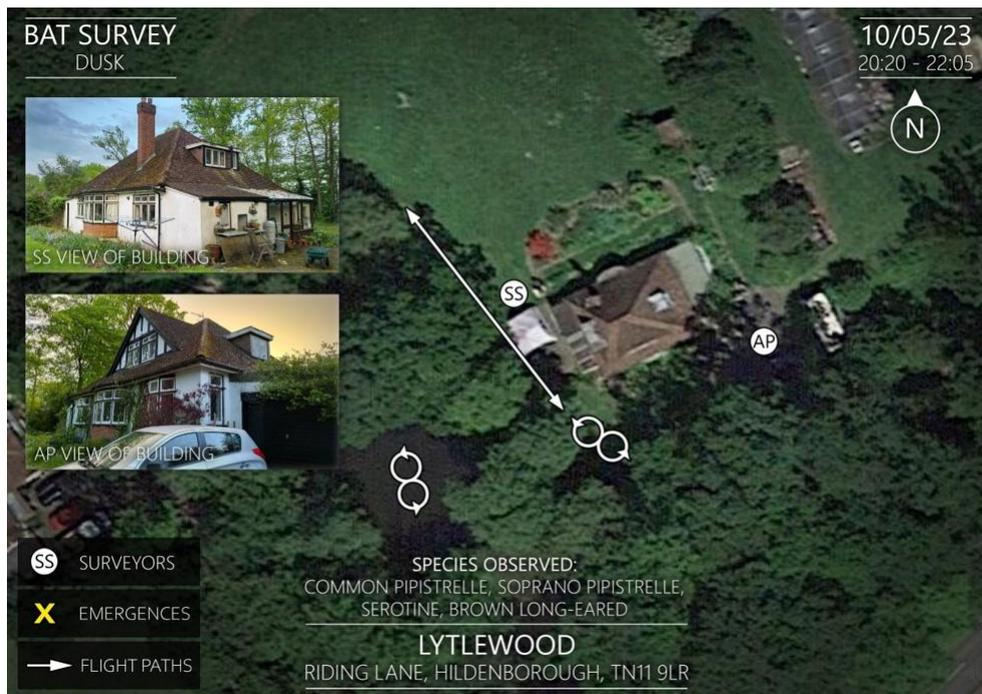 BAT SURVEY
DUSK
10/05/23
20:20 - 22:05
N
SS VIEW OF BUILDING
AP VIEW OF BUILDING
SS
AP
SS SURVEYORS
X EMERGENCES
FLIGHT PATHS
SPECIES OBSERVED:
COMMON PIPISTRELLE, SOPRANO PIPISTRELLE,
SEROTINE, BROWN LONG-EARED
LYTLEWOOD
RIDING LANE, HILDENBOROUGH, TN11 9LR